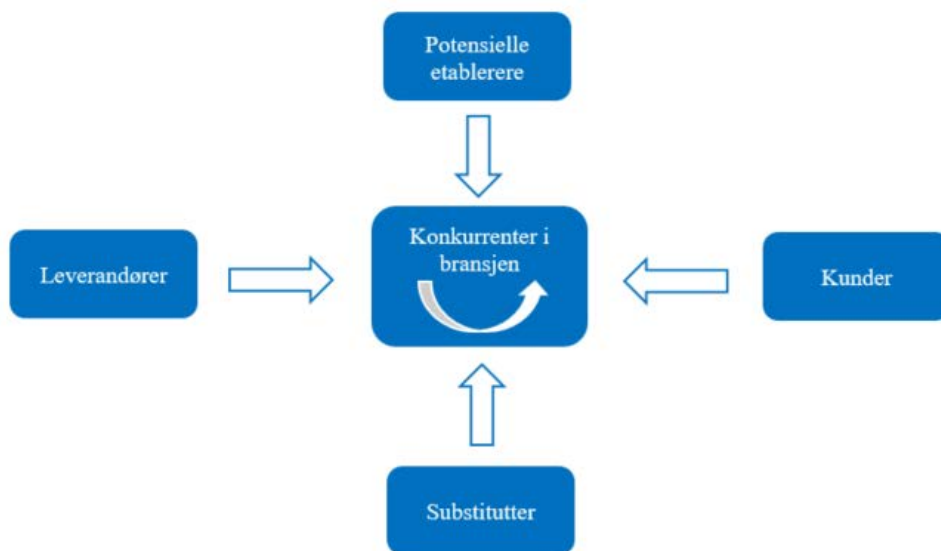 Potensielle
etablerere
Konkurrenter i
bransjen
Leverandører
Kunder
Substitutter